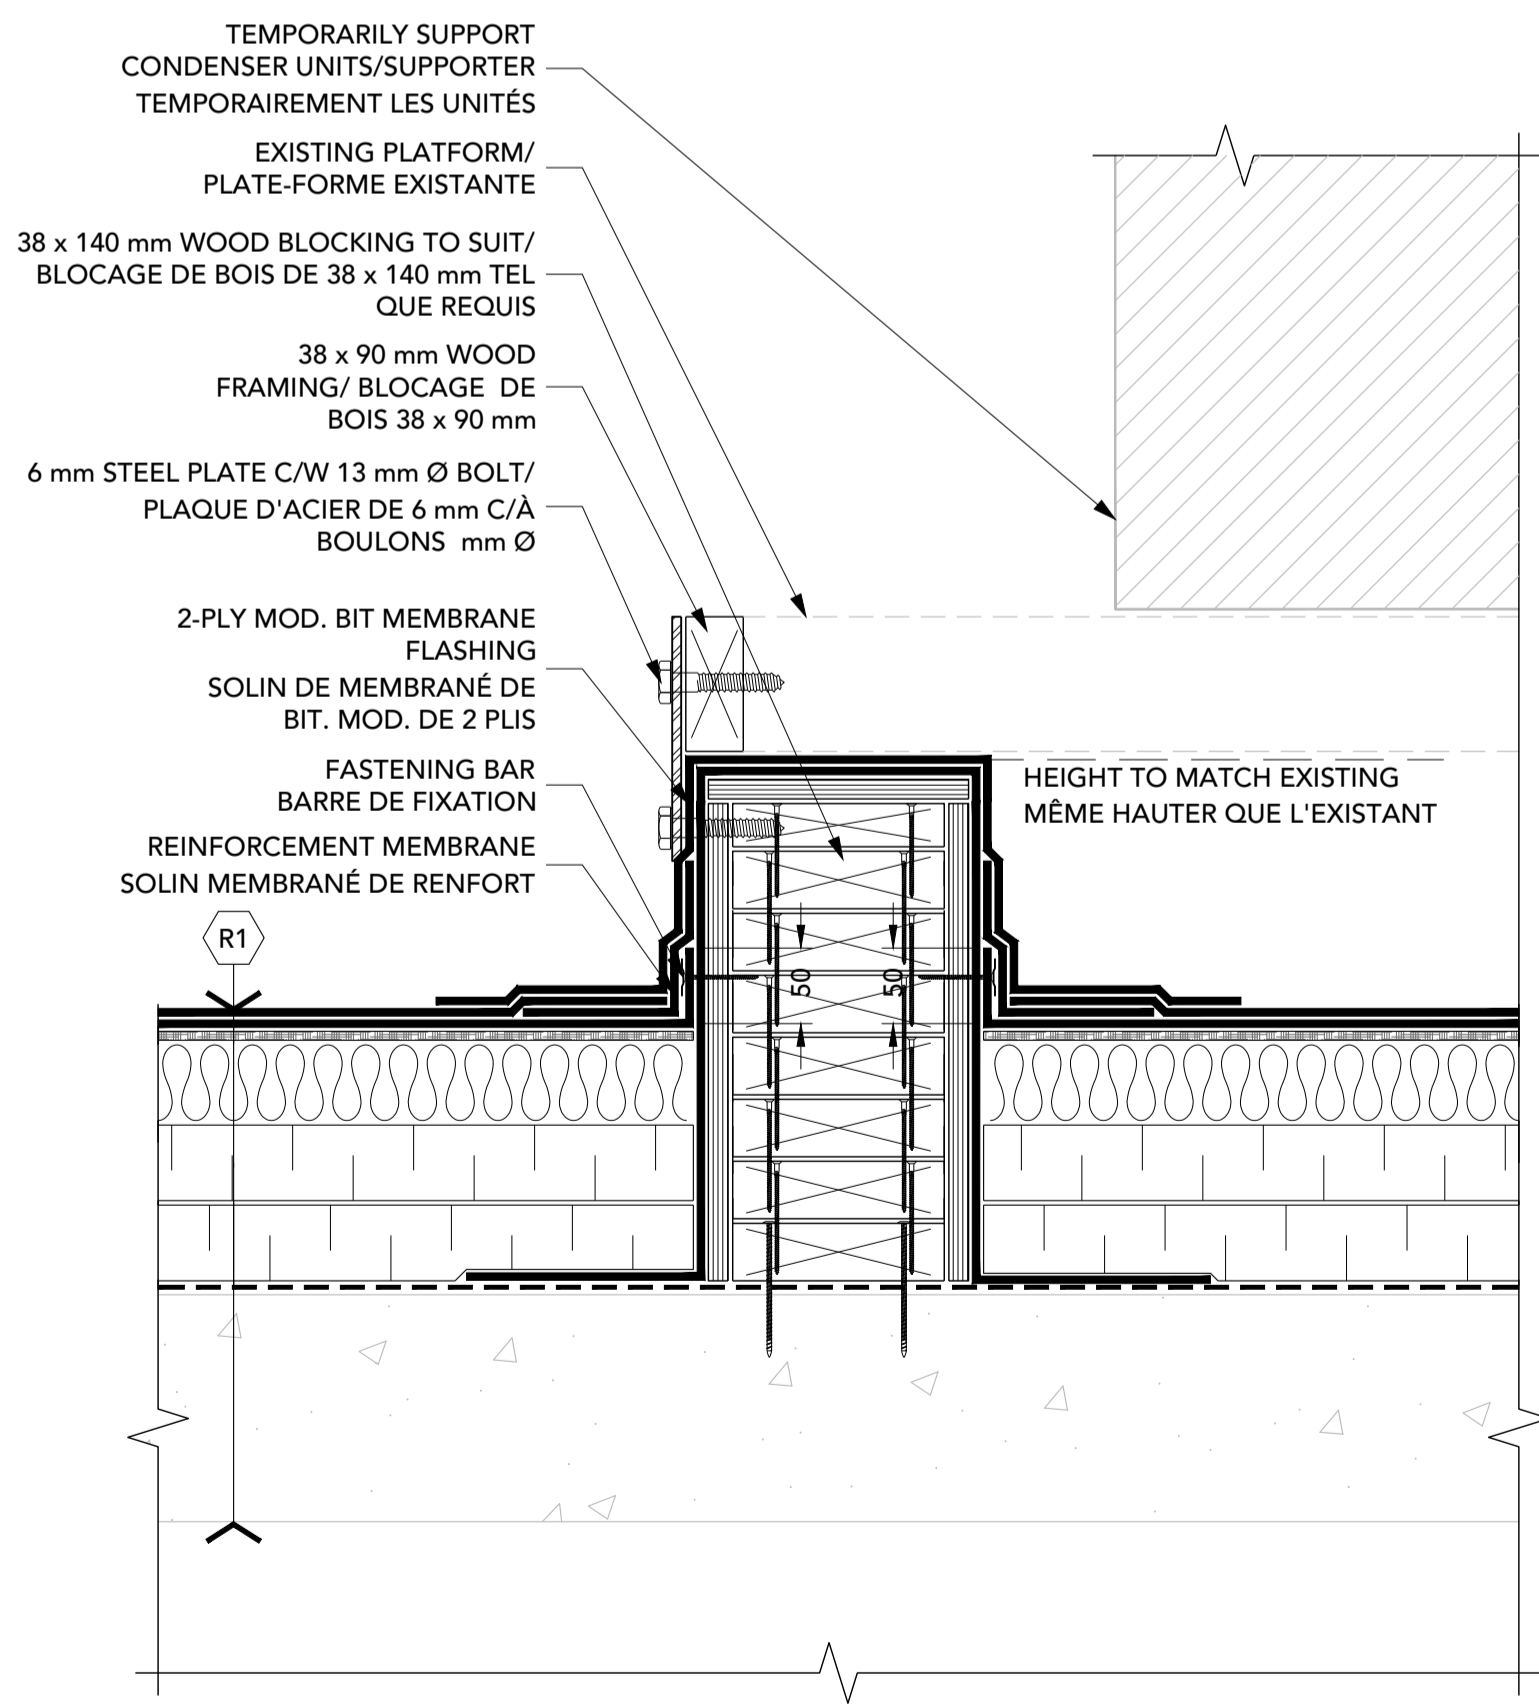 TEMPORARILY SUPPORT
CONDENSER UNITS/SUPPORTER
TEMPORAIREMENT LES UNITÉS
EXISTING PLATFORM/
PLATE-FORME EXISTANTE
38 x 140 mm WOOD BLOCKING TO SUIT/
BLOCAGE DE BOIS DE 38 x 140 mm TEL
QUE REQUIS
38 x 90 mm WOOD
FRAMING/ BLOCAGE DE
BOIS 38 x 90 mm
6 mm STEEL PLATE C/W 13 mm Ø BOLT/
PLAQUE D'ACIER DE 6 mm C/À
BOULONS mm Ø
2-PLY MOD. BIT MEMBRANE
FLASHING
SOLIN DE MEMBRANÉ DE
BIT. MOD. DE 2 PLIS
FASTENING BAR
BARRE DE FIXATION
REINFORCEMENT MEMBRANE
SOLIN MEMBRANÉ DE RENFORT
HEIGHT TO MATCH EXISTING
MÊME HAUTER QUE L'EXISTANT
R1
50
50